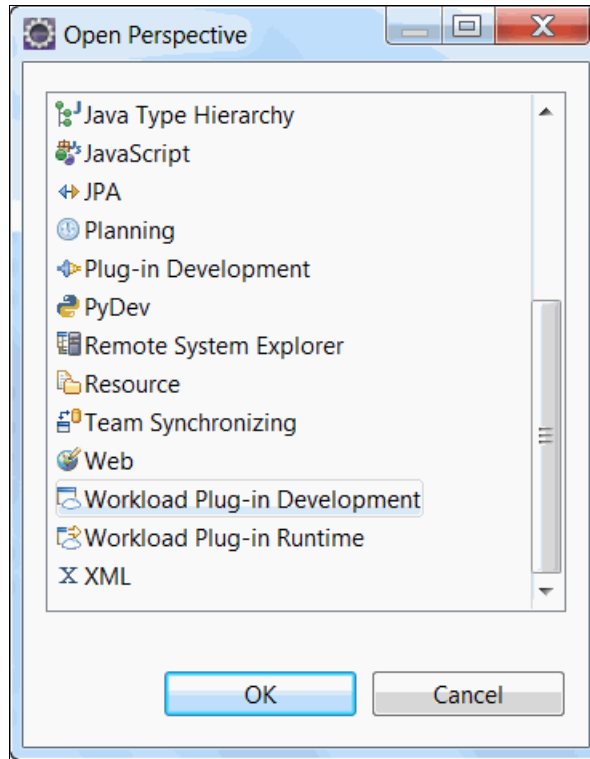 Open Perspective
Java Type Hierarchy
JavaScript
JPA
Planning
Plug-in Development
PyDev
Remote System Explorer
Resource
Team Synchronizing
Web
Workload Plug-in Development
Workload Plug-in Runtime
XML
OK Cancel